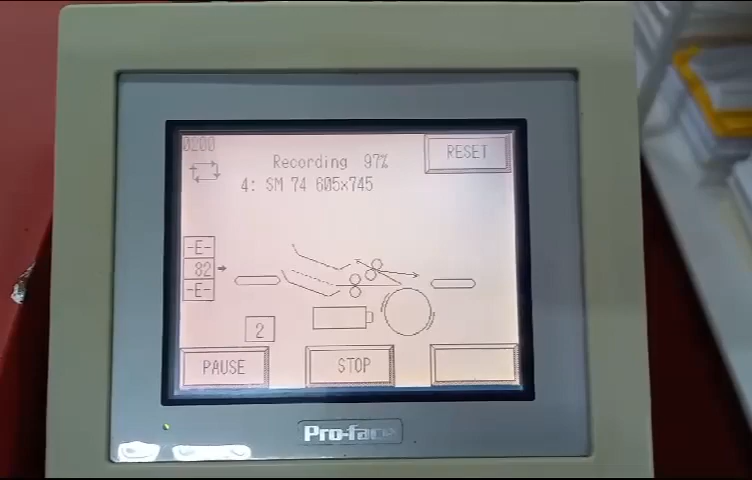 0200
Recording 97%
RESET
4: SM 74 605x745
-E-
82
-E-
2
PAUSE
STOP
Pro-face